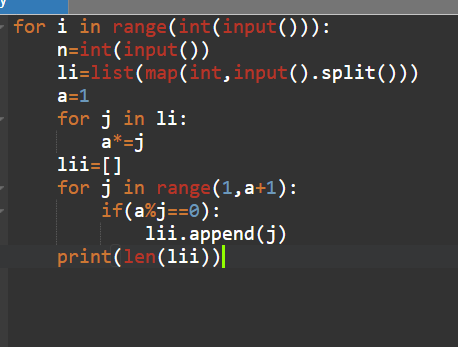 y
for i in range(int(input())):
    n=int(input())
    li=list(map(int,input().split()))
    a=1
    for j in li:
        a*=j
    lii=[]
    for j in range(1,a+1):
        if(a%j==0):
            lii.append(j)
    print(len(lii))